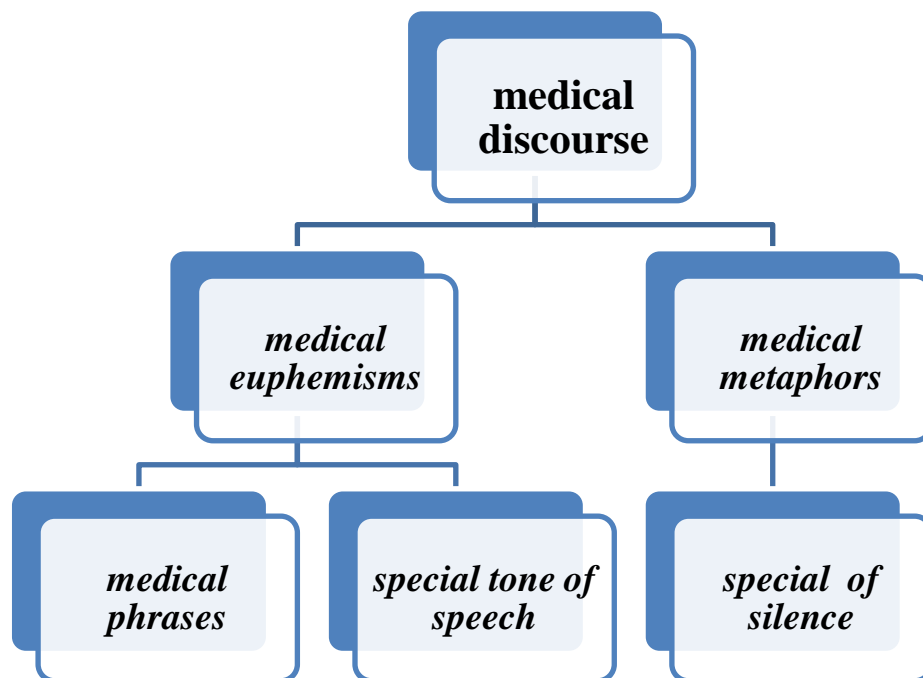 medical
discourse
medical
euphemisms
medical
metaphors
medical
phrases
special tone of
speech
special of
silence